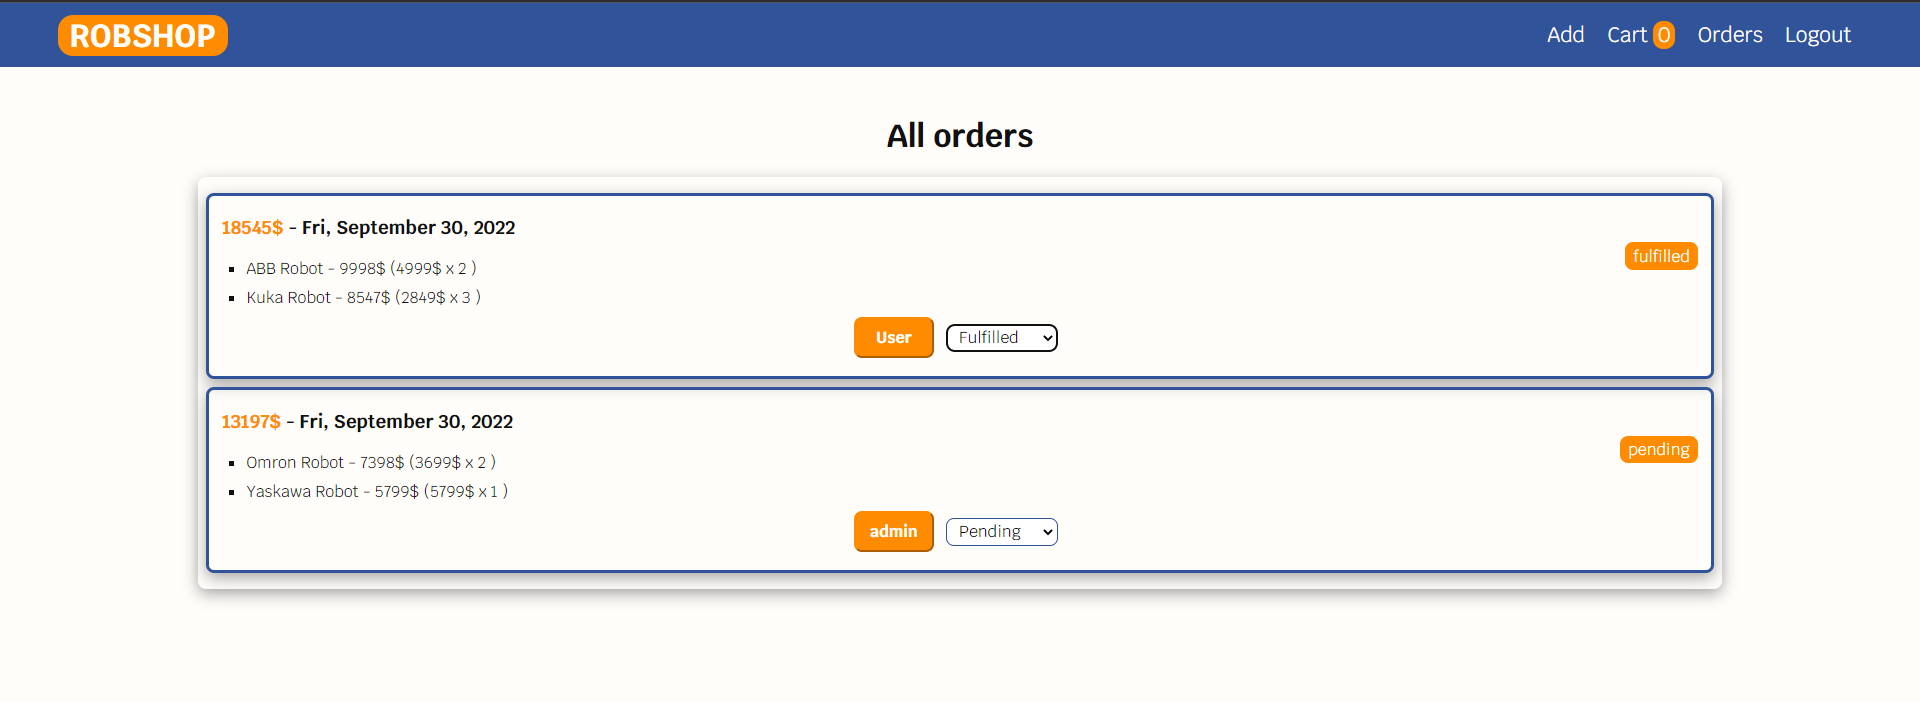 ROBSHOP Add Cart 0 Orders Logout
All orders
18545$ - Fri, September 30, 2022
fulfilled
ABB Robot - 9998$ (4999$ x 2 )
Kuka Robot - 8547$ (2849$ x 3 )
User Fulfilled
13197$ - Fri, September 30, 2022
pending
Omron Robot - 7398$ (3699$ x 2 )
Yaskawa Robot - 5799$ (5799$ x 1 )
admin Pending